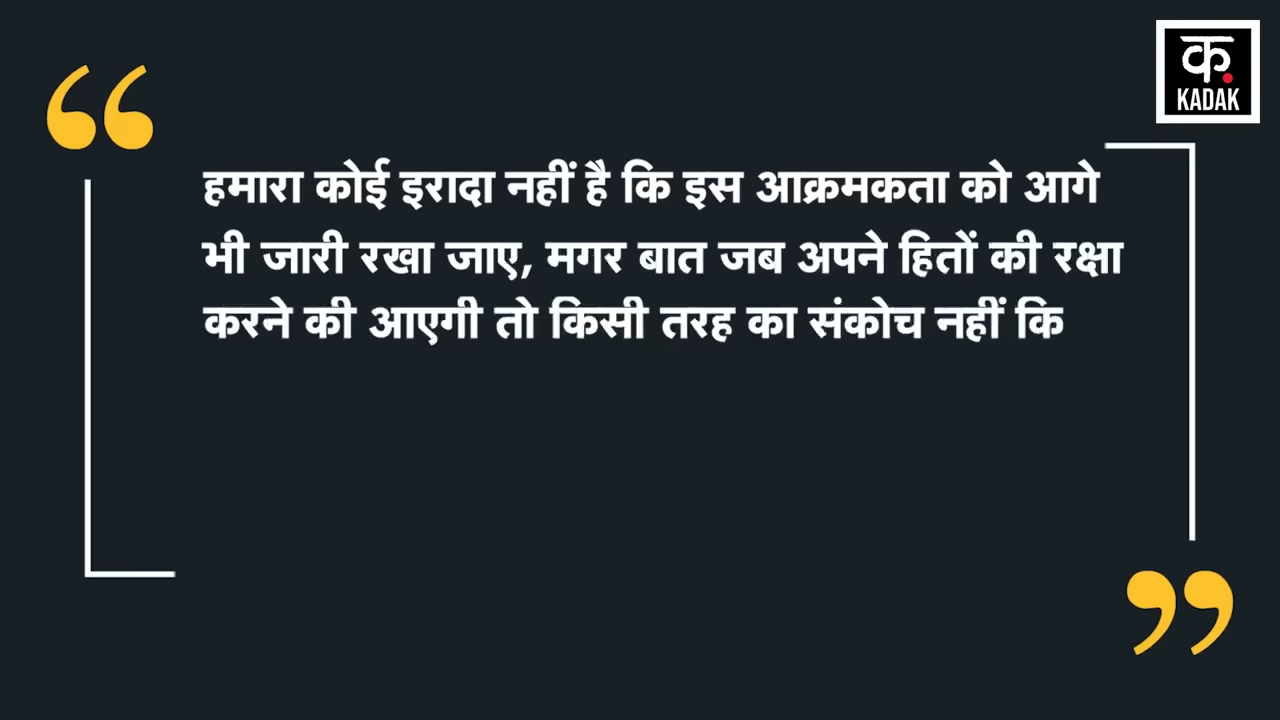 क
KADAK
हमारा कोई इरादा नहीं है कि इस आक्रमकता को आगे
भी जारी रखा जाए, मगर बात जब अपने हितों की रक्षा
करने की आएगी तो किसी तरह का संकोच नहीं कि